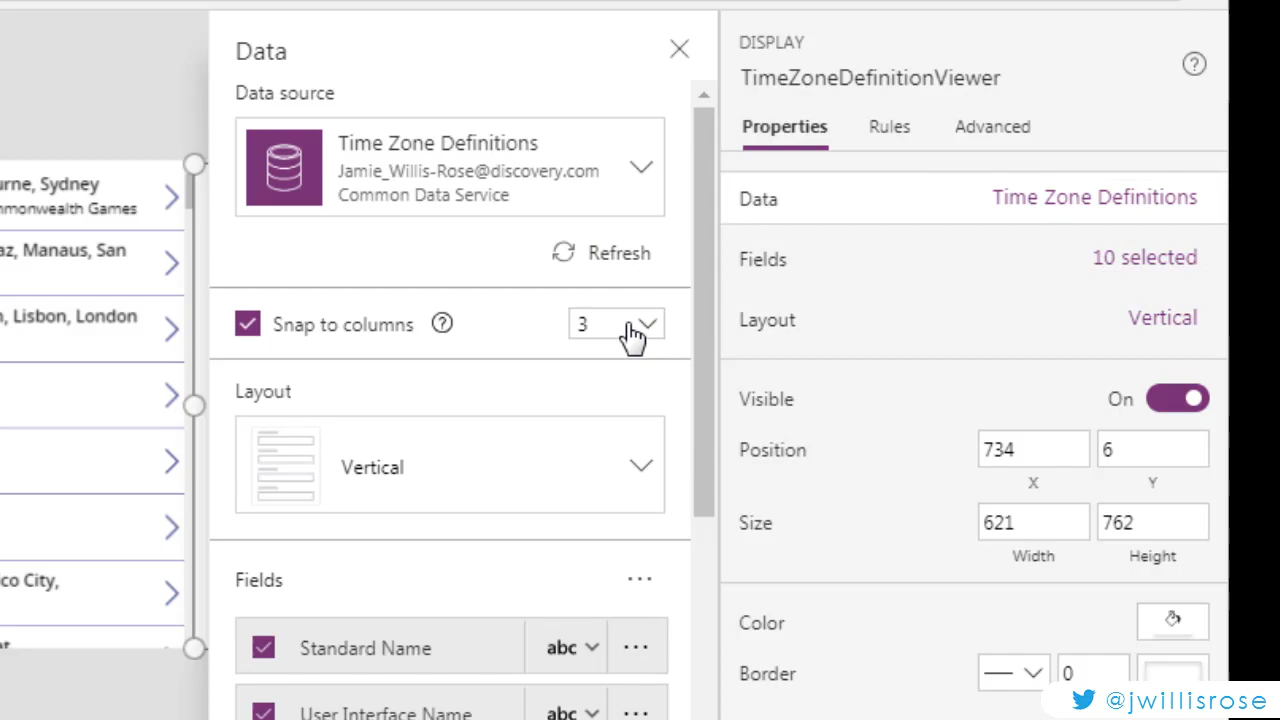 urne, Sydney
mmonwealth Games
az, Manaus, San
n, Lisbon, London
ico City,
Data
Data source
Time Zone Definitions
Jamie_Willis-Rose@discovery.com
Common Data Service
Refresh
Snap to columns
3
Layout
Vertical
Fields
Standard Name
abc
User Interface Name
abc
DISPLAY
TimeZoneDefinitionViewer
Properties Rules Advanced
Data Time Zone Definitions
Fields 10 selected
Layout Vertical
Visible On
Position 734 6
X Y
Size 621 762
Width Height
Color
Border 0
@jwillisrose